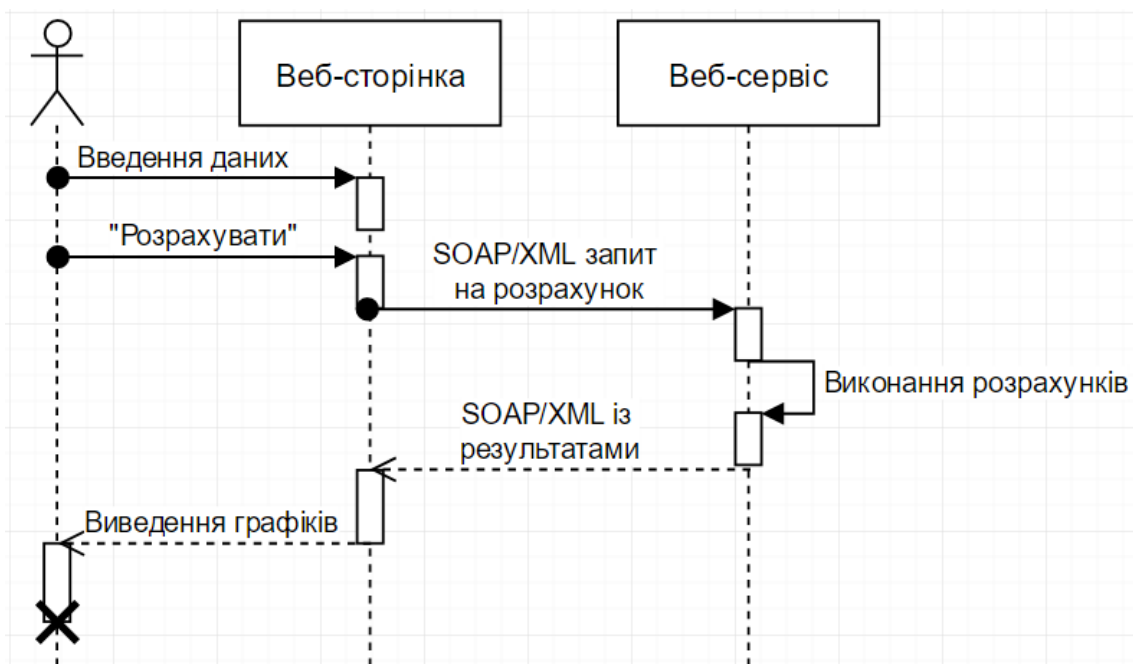 Веб-сторінка
Веб-сервіс
Введення даних
"Розрахувати"
SOAP/XML запит
на розрахунок
Виконання розрахунків
SOAP/XML із
результатами
Виведення графіків